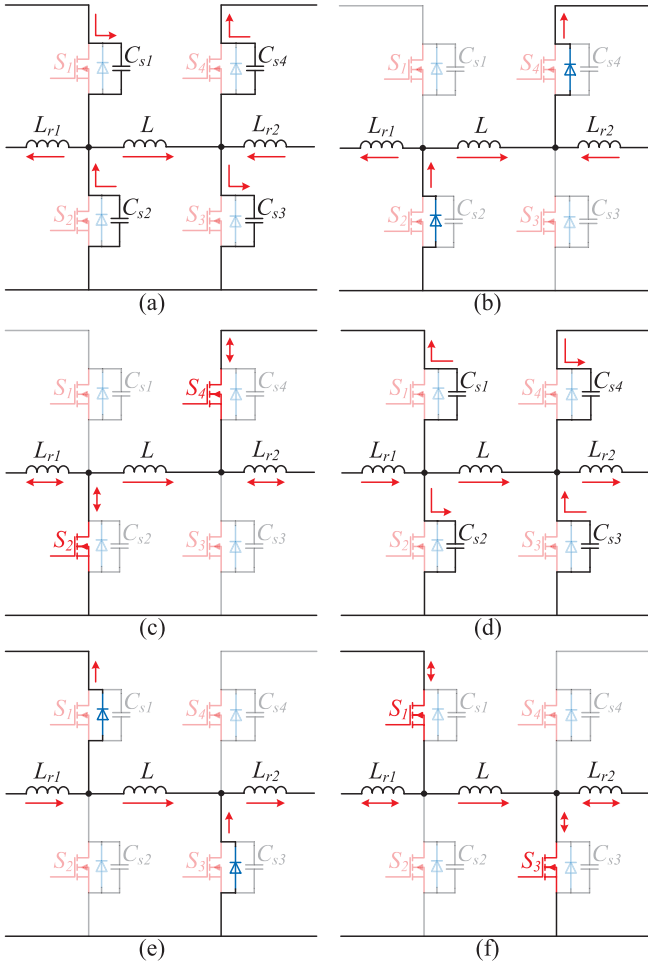 S1 Cs1 S4 Cs4
Lr1 L Lr2
S2 Cs2 S3 Cs3
(a)
S1 Cs1 S4 Cs4
Lr1 L Lr2
S2 Cs2 S3 Cs3
(b)
S1 Cs1 S4 Cs4
Lr1 L Lr2
S2 Cs2 S3 Cs3
(c)
S1 Cs1 S4 Cs4
Lr1 L Lr2
S2 Cs2 S3 Cs3
(d)
S1 Cs1 S4 Cs4
Lr1 L Lr2
S2 Cs2 S3 Cs3
(e)
S1 Cs1 S4 Cs4
Lr1 L Lr2
S2 Cs2 S3 Cs3
(f)